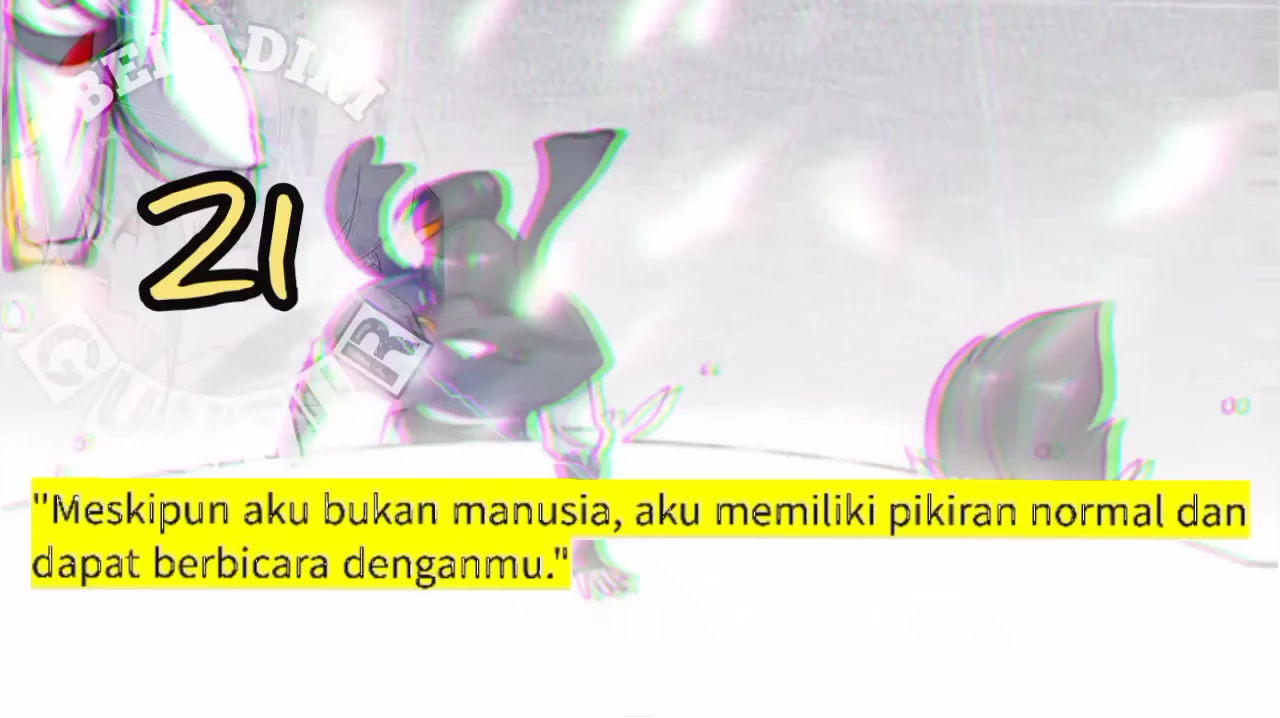 21
"Meskipun aku bukan manusia, aku memiliki pikiran normal dan
dapat berbicara denganmu."